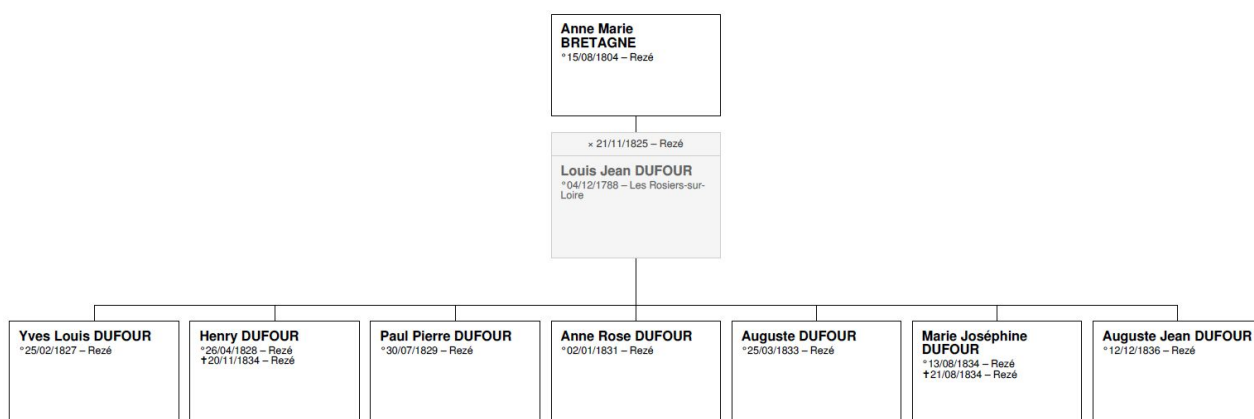 Anne Marie
BRETAGNE
°15/08/1804 – Rezé
× 21/11/1825 – Rezé
Louis Jean DUFOUR
°04/12/1788 – Les Rosiers-sur-
Loire
Yves Louis DUFOUR
°25/02/1827 – Rezé
Henry DUFOUR
°26/04/1828 – Rezé
✝20/11/1834 – Rezé
Paul Pierre DUFOUR
°30/07/1829 – Rezé
Anne Rose DUFOUR
°02/01/1831 – Rezé
Auguste DUFOUR
°25/03/1833 – Rezé
Marie Joséphine
DUFOUR
°13/08/1834 – Rezé
✝21/08/1834 – Rezé
Auguste Jean DUFOUR
°12/12/1836 – Rezé